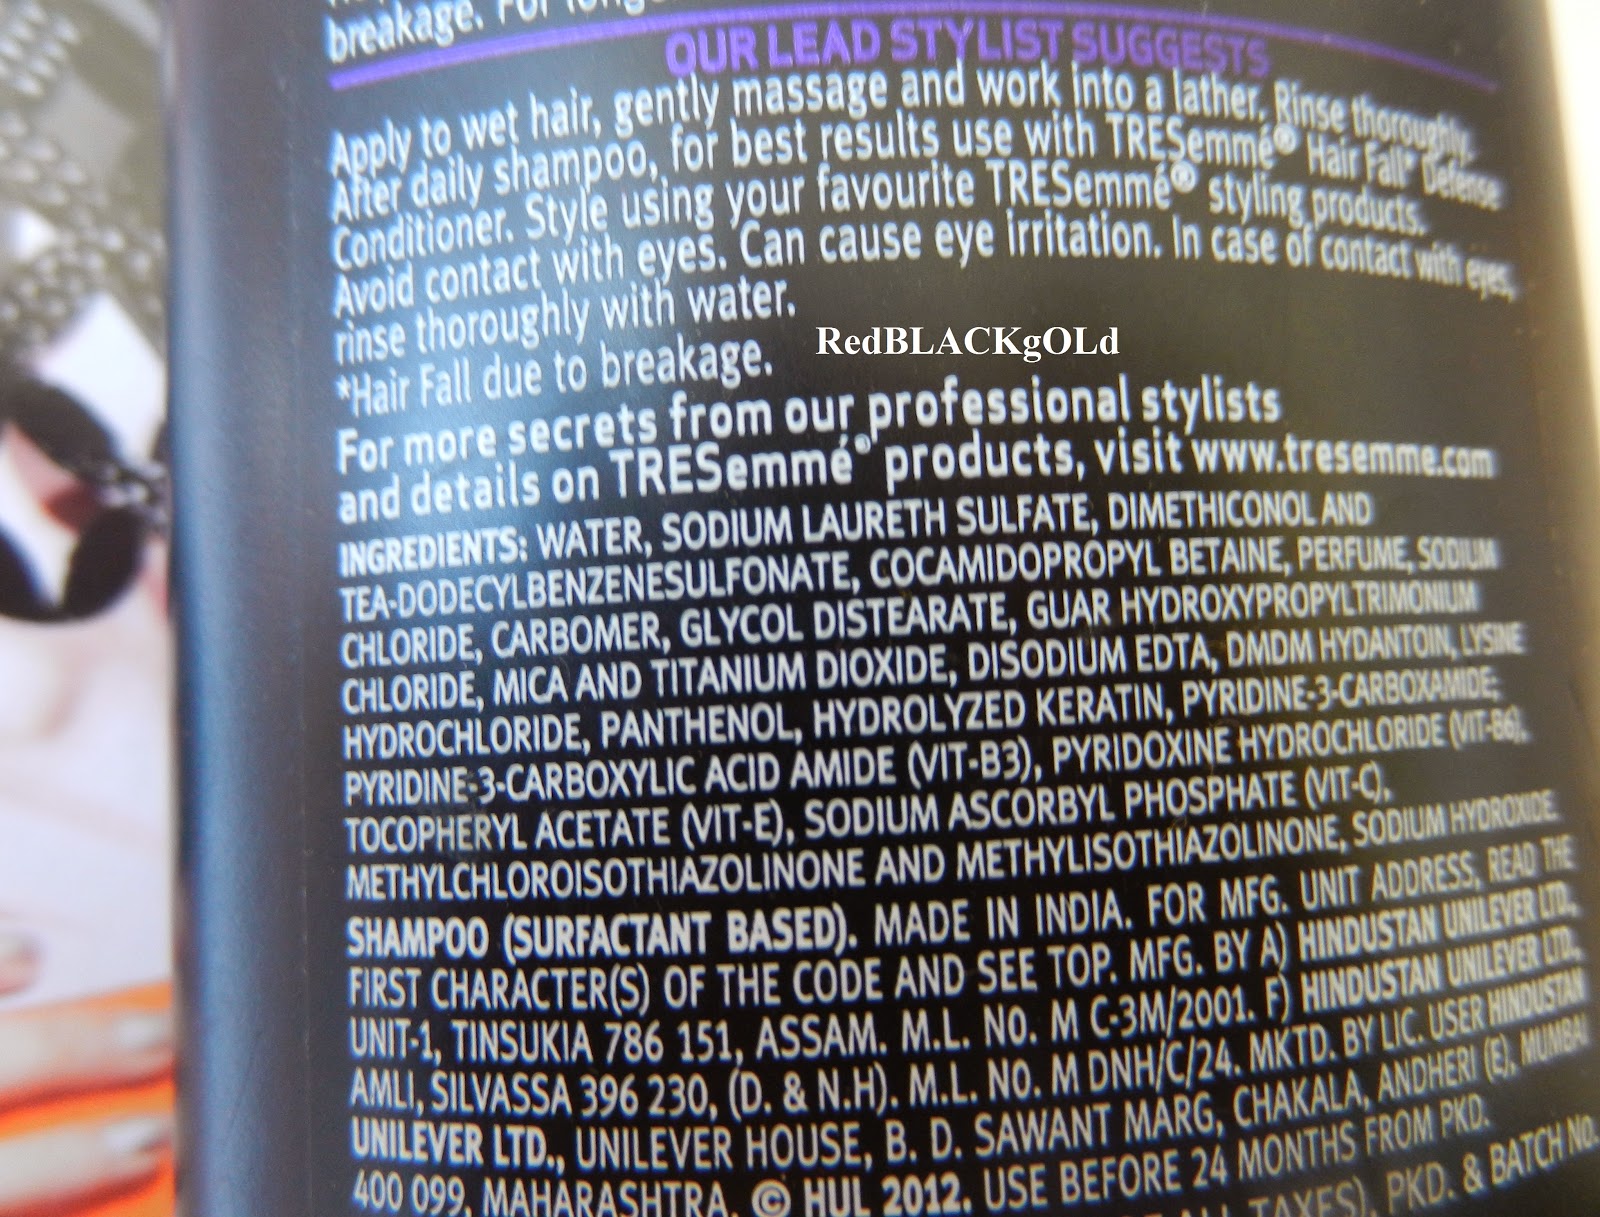 breakage. For
OUR LEAD STYLIST SUGGESTS
Apply to wet hair, gently massage and work into a lather. Rinse thoroughly.
After daily shampoo, for best results use with TRESemmé® Hair Fall* Defense
Conditioner. Style using your favourite TRESemmé® styling products.
Avoid contact with eyes. Can cause eye irritation. In case of contact with eyes,
rinse thoroughly with water.
RedBLACKgOLd
*Hair Fall due to breakage.
For more secrets from our professional stylists
and details on TRESemmé® products, visit www.tresemme.com
INGREDIENTS: WATER, SODIUM LAURETH SULFATE, DIMETHICONOL AND
TEA-DODECYLBENZENESULFONATE, COCAMIDOPROPYL BETAINE, PERFUME, SODIUM
CHLORIDE, CARBOMER, GLYCOL DISTEARATE, GUAR HYDROXYPROPYLTRIMONIUM
CHLORIDE, MICA AND TITANIUM DIOXIDE, DISODIUM EDTA, DMDM HYDANTOIN, LYSINE
HYDROCHLORIDE, PANTHENOL, HYDROLYZED KERATIN, PYRIDINE-3-CARBOXAMIDE;
PYRIDINE-3-CARBOXYLIC ACID AMIDE (VIT-B3), PYRIDOXINE HYDROCHLORIDE (VIT-B6),
TOCOPHERYL ACETATE (VIT-E), SODIUM ASCORBYL PHOSPHATE (VIT-C),
METHYLCHLOROISOTHIAZOLINONE AND METHYLISOTHIAZOLINONE, SODIUM HYDROXIDE
SHAMPOO (SURFACTANT BASED). MADE IN INDIA. FOR MFG. UNIT ADDRESS, READ THE
FIRST CHARACTER(S) OF THE CODE AND SEE TOP. MFG. BY A) HINDUSTAN UNILEVER LTD.,
UNIT-1, TINSUKIA 786 151, ASSAM. M.L. NO. M C-3M/2001. F) HINDUSTAN UNILEVER LTD.,
AMLI, SILVASSA 396 230, (D. & N.H). M.L. NO. M DNH/C/24. MKTD. BY LIC. USER HINDUSTAN
UNILEVER LTD., UNILEVER HOUSE, B. D. SAWANT MARG, CHAKALA, ANDHERI (E), MUMBAI
400 099, MAHARASHTRA. © HUL 2012. USE BEFORE 24 MONTHS FROM PKD.
ALL TAXES), PKD. & BATCH NO.